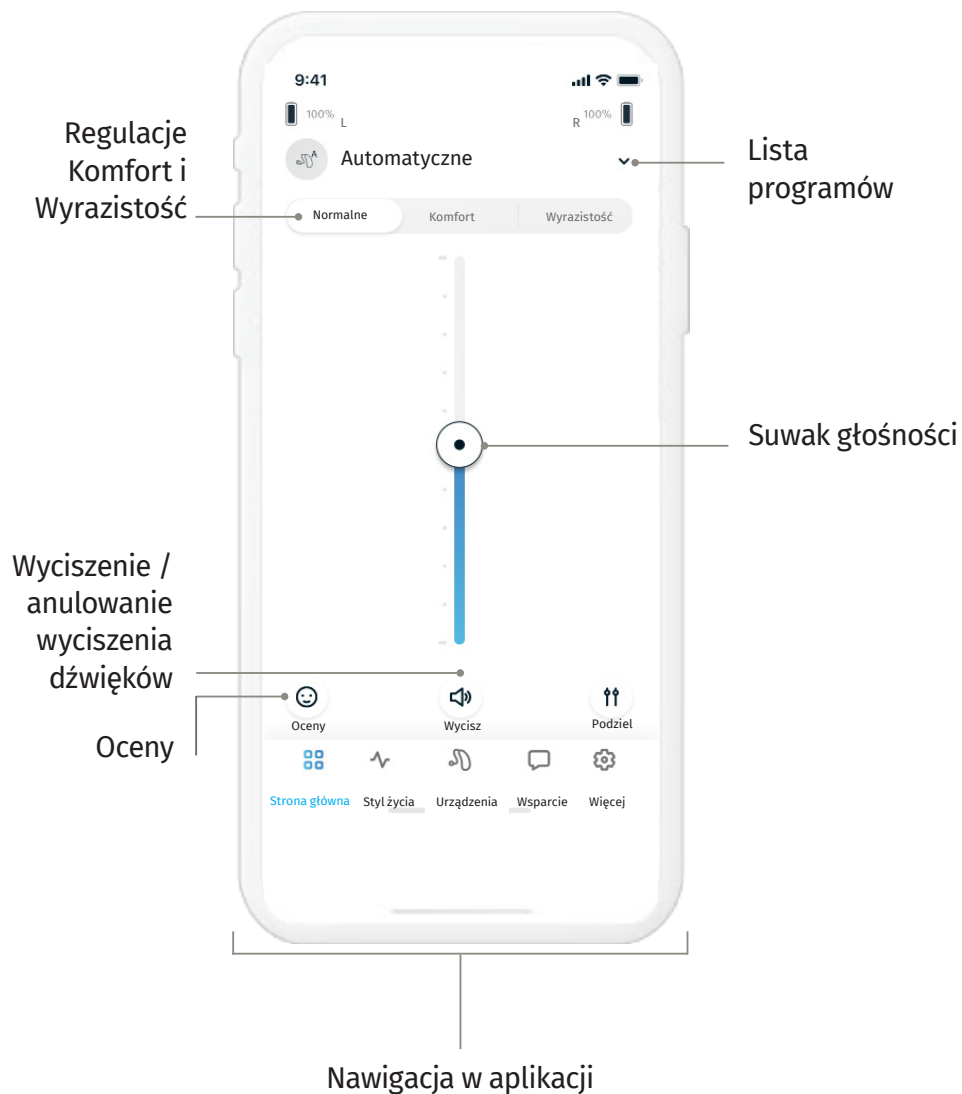 9:41
100% L
R 100%
Regulacje
Komfort i
Wyrazistość
A
Automatyczne
Lista
programów
Normalne
Komfort
Wyrazistość
Suwak głośności
Wyciszenie /
anulowanie
wyciszenia
dźwięków
Oceny
Oceny
Wycisz
Podziel
Strona główna
Styl życia
Urządzenia
Wsparcie
Więcej
Nawigacja w aplikacji